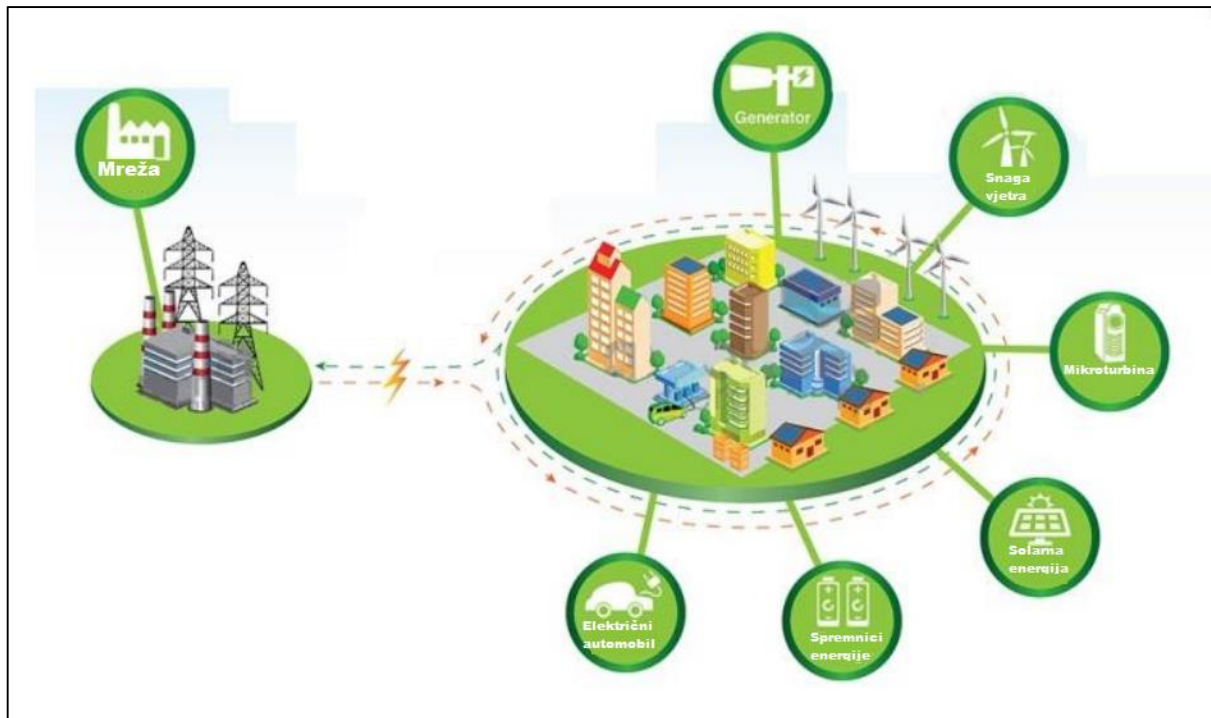 Mreža
Generator
Snaga
vjetra
Mikroturbina
Solarna
energija
Spremnici
energije
Električni
automobil